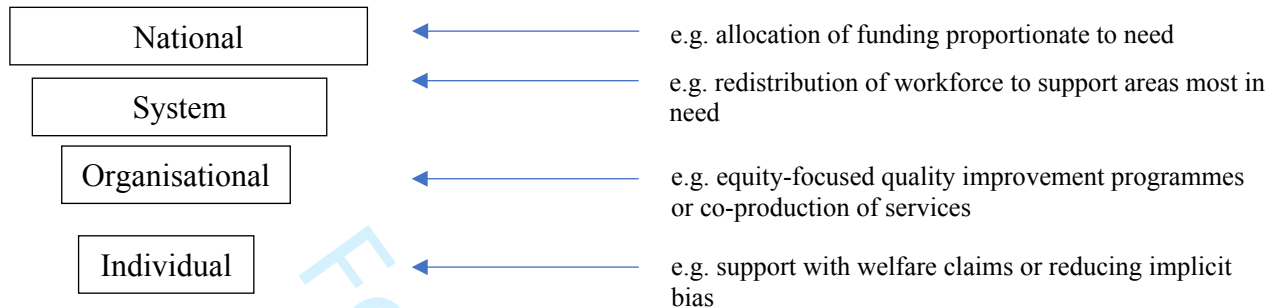 National
e.g. allocation of funding proportionate to need
System
e.g. redistribution of workforce to support areas most in
need
Organisational
e.g. equity-focused quality improvement programmes
or co-production of services
Individual
e.g. support with welfare claims or reducing implicit
bias